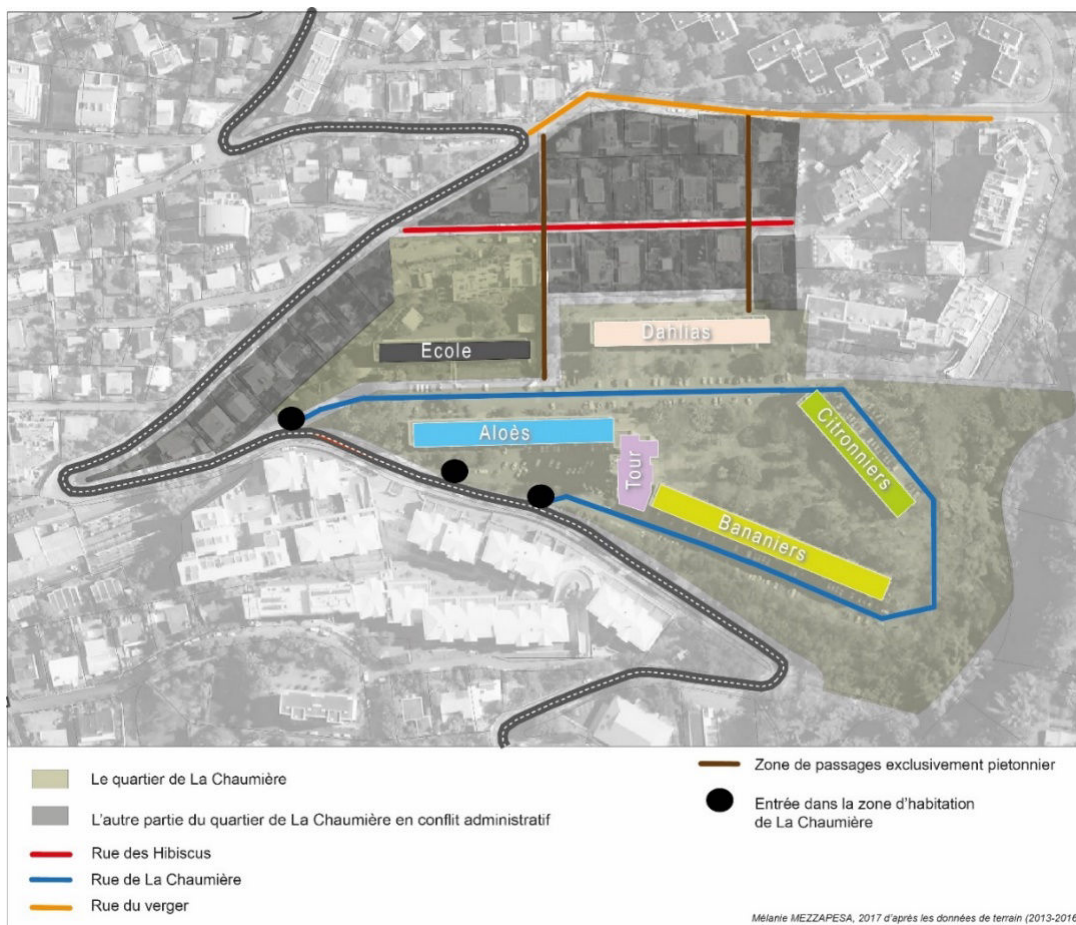 Ecole
Dahlias
Aloès
Tour
Citronniers
Bananiers
Le quartier de La Chaumière
L'autre partie du quartier de La Chaumière en conflit administratif
Rue des Hibiscus
Rue de La Chaumière
Rue du verger
Zone de passages exclusivement pietonnier
Entrée dans la zone d'habitation
de La Chaumière
Mélanie MEZZAPESA, 2017 d'après les données de terrain (2013-2016